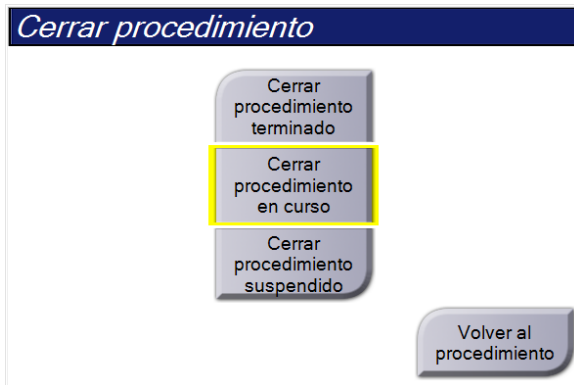 Cerrar procedimiento
Cerrar
procedimiento
terminado
Cerrar
procedimiento
en curso
Cerrar
procedimiento
suspendido
Volver al
procedimiento